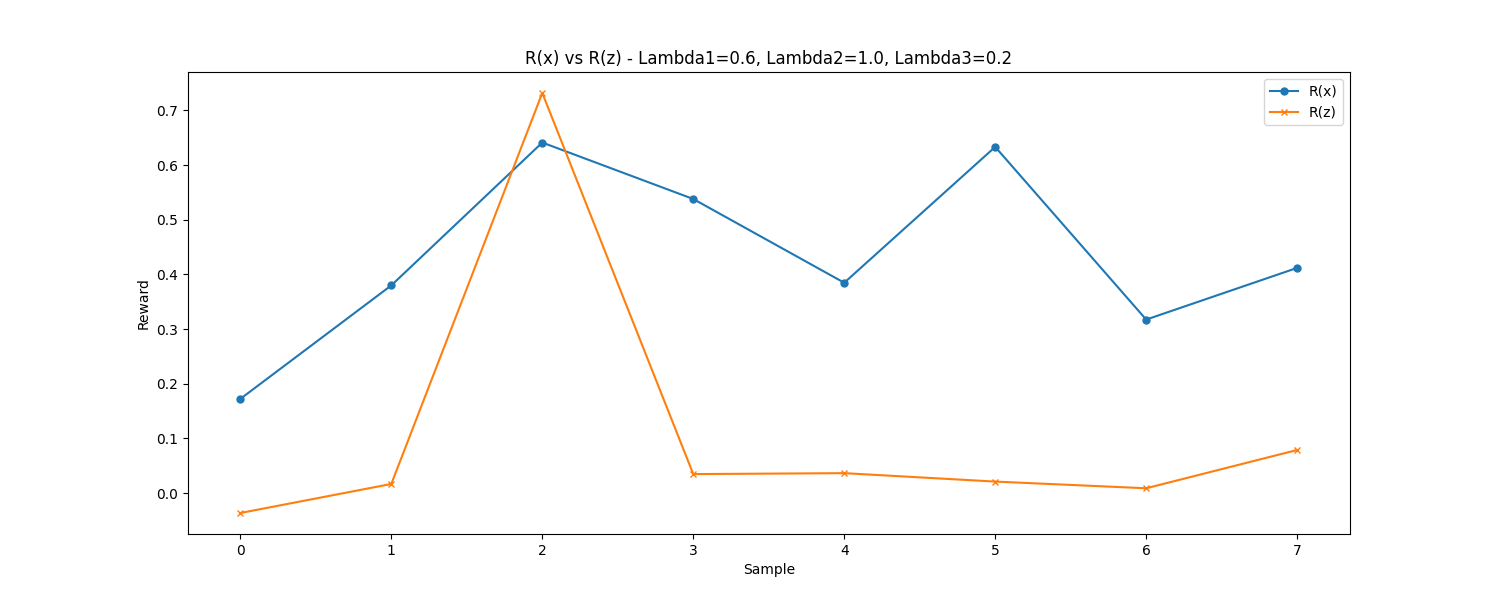 R(x) vs R(z) - Lambda1=0.6, Lambda2=1.0, Lambda3=0.2
R(x)
R(z)
0.7
0.6
0.5
0.4
0.3
0.2
0.1
0.0
Reward
0 1 2 3 4 5 6 7
Sample